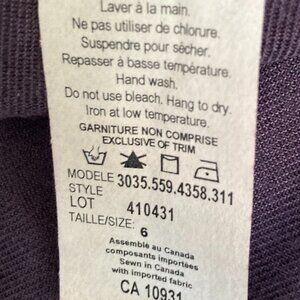 Laver à la main.
Ne pas utiliser de chlorure.
Suspendre pour sécher.
Repasser à basse température.
Hand wash.
Do not use bleach. Hang to dry.
Iron at low temperature.
GARNITURE NON COMPRISE
EXCLUSIVE OF TRIM
MODELE 3035.559.4358.311
STYLE
LOT 410431
TAILLE/SIZE: 6
Assemblé au Canada
composants importées
Sewn in Canada
with imported fabric
CA 10931